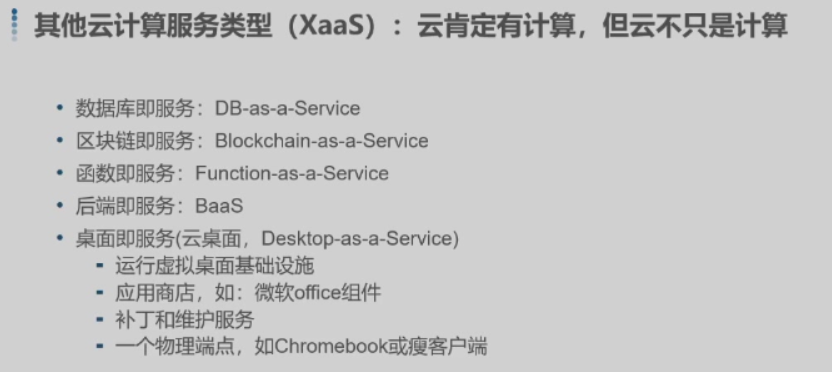 其他云计算服务类型（XaaS）：云肯定有计算，但云不只是计算
• 数据库即服务：DB-as-a-Service
• 区块链即服务：Blockchain-as-a-Service
• 函数即服务：Function-as-a-Service
• 后端即服务：BaaS
• 桌面即服务(云桌面，Desktop-as-a-Service)
- 运行虚拟桌面基础设施
- 应用商店，如：微软office组件
- 补丁和维护服务
- 一个物理端点，如Chromebook或瘦客户端